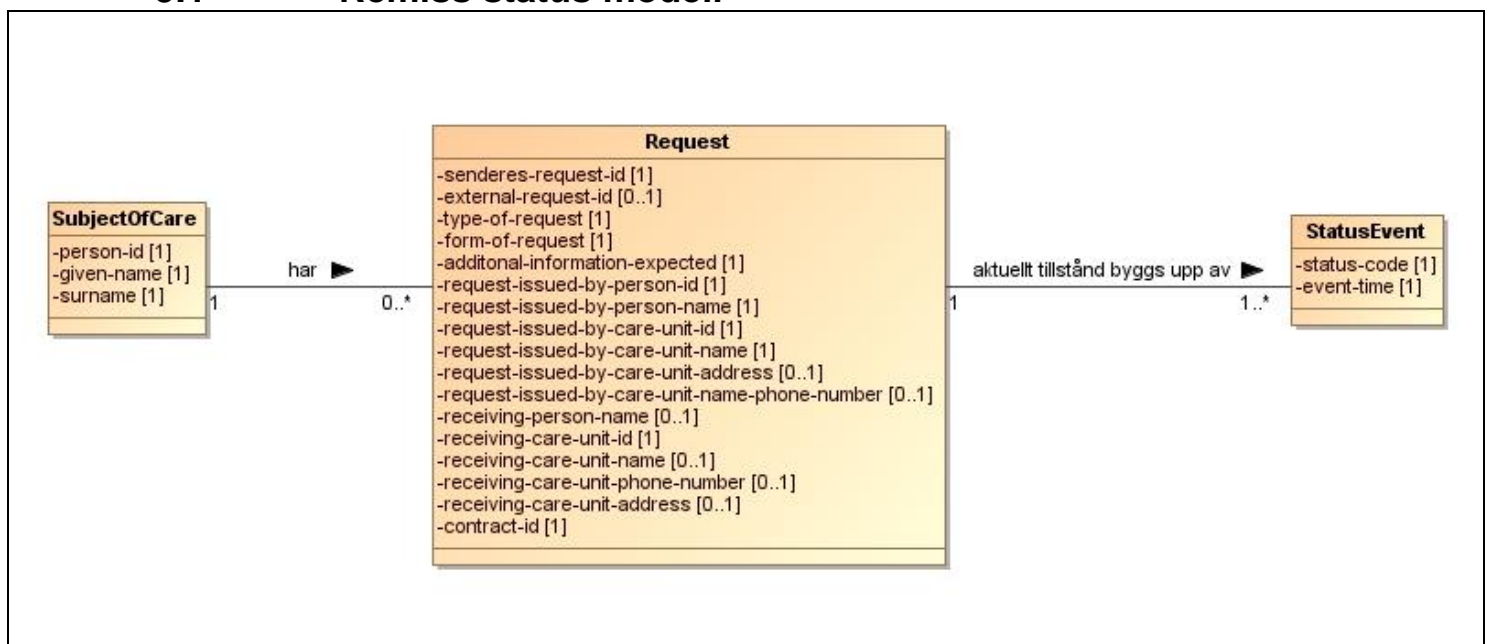 Remiss status modell
SubjectOfCare
-person-id [1]
-given-name [1]
-surname [1]
1
har
0..*
Request
-senderes-request-id [1]
-external-request-id [0..1]
-type-of-request [1]
-form-of-request [1]
-additonal-information-expected [1]
-request-issued-by-person-id [1]
-request-issued-by-person-name [1]
-request-issued-by-care-unit-id [1]
-request-issued-by-care-unit-name [1]
-request-issued-by-care-unit-address [0..1]
-request-issued-by-care-unit-name-phone-number [0..1]
-receiving-person-name [0..1]
-receiving-care-unit-id [1]
-receiving-care-unit-name [0..1]
-receiving-care-unit-phone-number [0..1]
-receiving-care-unit-address [0..1]
-contract-id [1]
1
aktuellt tillstånd byggs upp av
1..*
StatusEvent
-status-code [1]
-event-time [1]